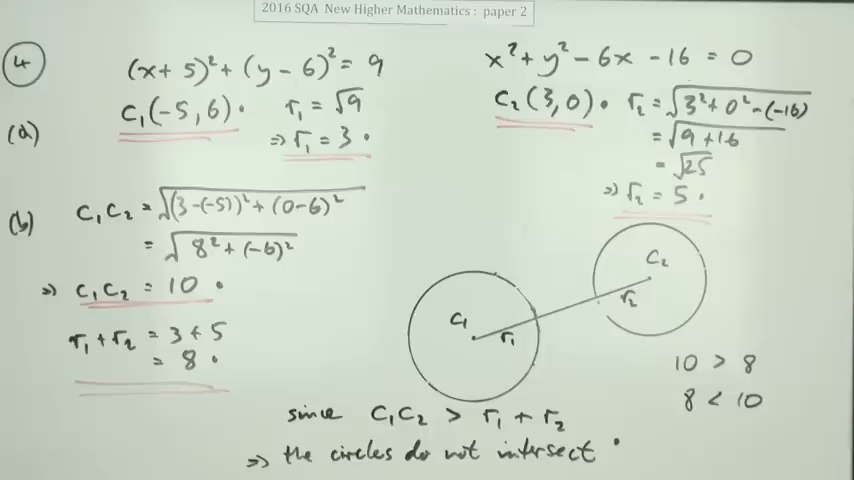 2016 SQA New Higher Mathematics : paper 2
4
(x + 5)² + (y − 6)² = 9
x² + y² − 6x − 16 = 0
(a)
C₁(−5, 6) •
r₁ = √9
⇒ r₁ = 3 •
C₂(3, 0) •
r₂ = √(3² + 0² − (−16))
= √(9 + 16)
= √25
⇒ r₂ = 5 •
(b)
C₁C₂ = √((3 − (−5))² + (0 − 6)²)
= √(8² + (−6)²)
⇒ C₁C₂ = 10 •
r₁ + r₂ = 3 + 5
= 8 •
C₁
r₁
C₂
r₂
10 > 8
8 < 10
since C₁C₂ > r₁ + r₂
⇒ the circles do not intersect •